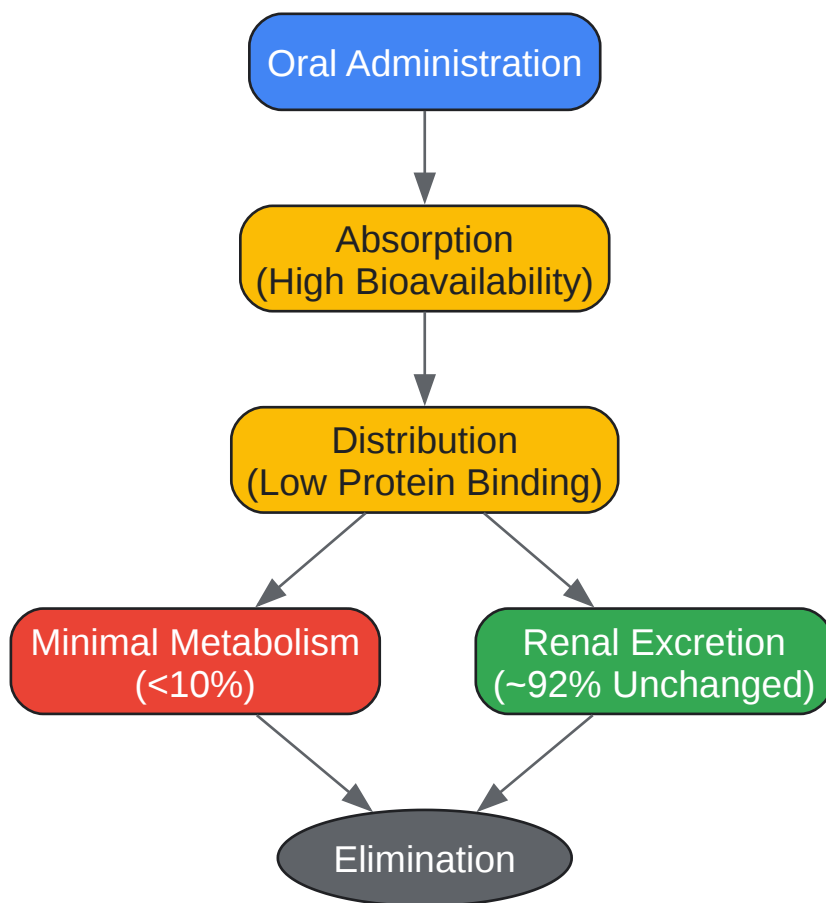 Oral Administration
Absorption
(High Bioavailability)
Distribution
(Low Protein Binding)
Minimal Metabolism
(<10%)
Renal Excretion
(~92% Unchanged)
Elimination